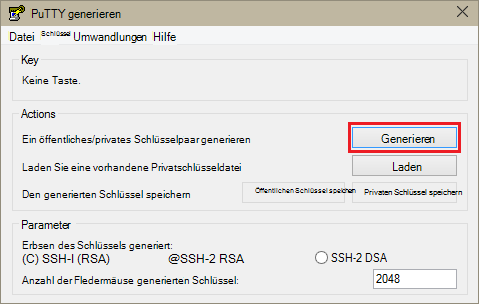 PuTTY generieren
Datei Schlüssel Umwandlungen Hilfe
Key
Keine Taste.
Actions
Ein öffentliches/privates Schlüsselpaar generieren
Generieren
Laden Sie eine vorhandene Privatschlüsseldatei
Laden
Den generierten Schlüssel speichern
Öffentlichen Schlüssel speichen
Privaten Schlüssel speichern
Parameter
Erbsen des Schlüssels generiert:
(C) SSH-I (RSA) @SSH-2 RSA SSH-2 DSA
Anzahl der Fledermäuse generierten Schlüssel: 2048